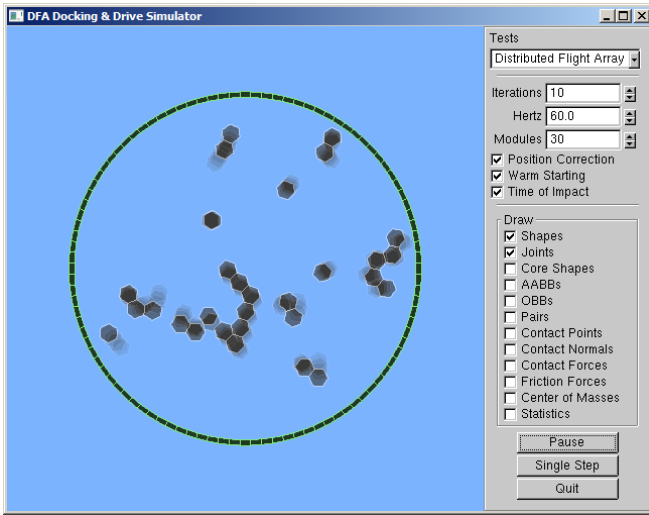 DFA Docking & Drive Simulator
Tests
Distributed Flight Array
Iterations 10
Hertz 60.0
Modules 30
Position Correction
Warm Starting
Time of Impact
Draw
Shapes
Joints
Core Shapes
AABBs
OBBs
Pairs
Contact Points
Contact Normals
Contact Forces
Friction Forces
Center of Masses
Statistics
Pause
Single Step
Quit